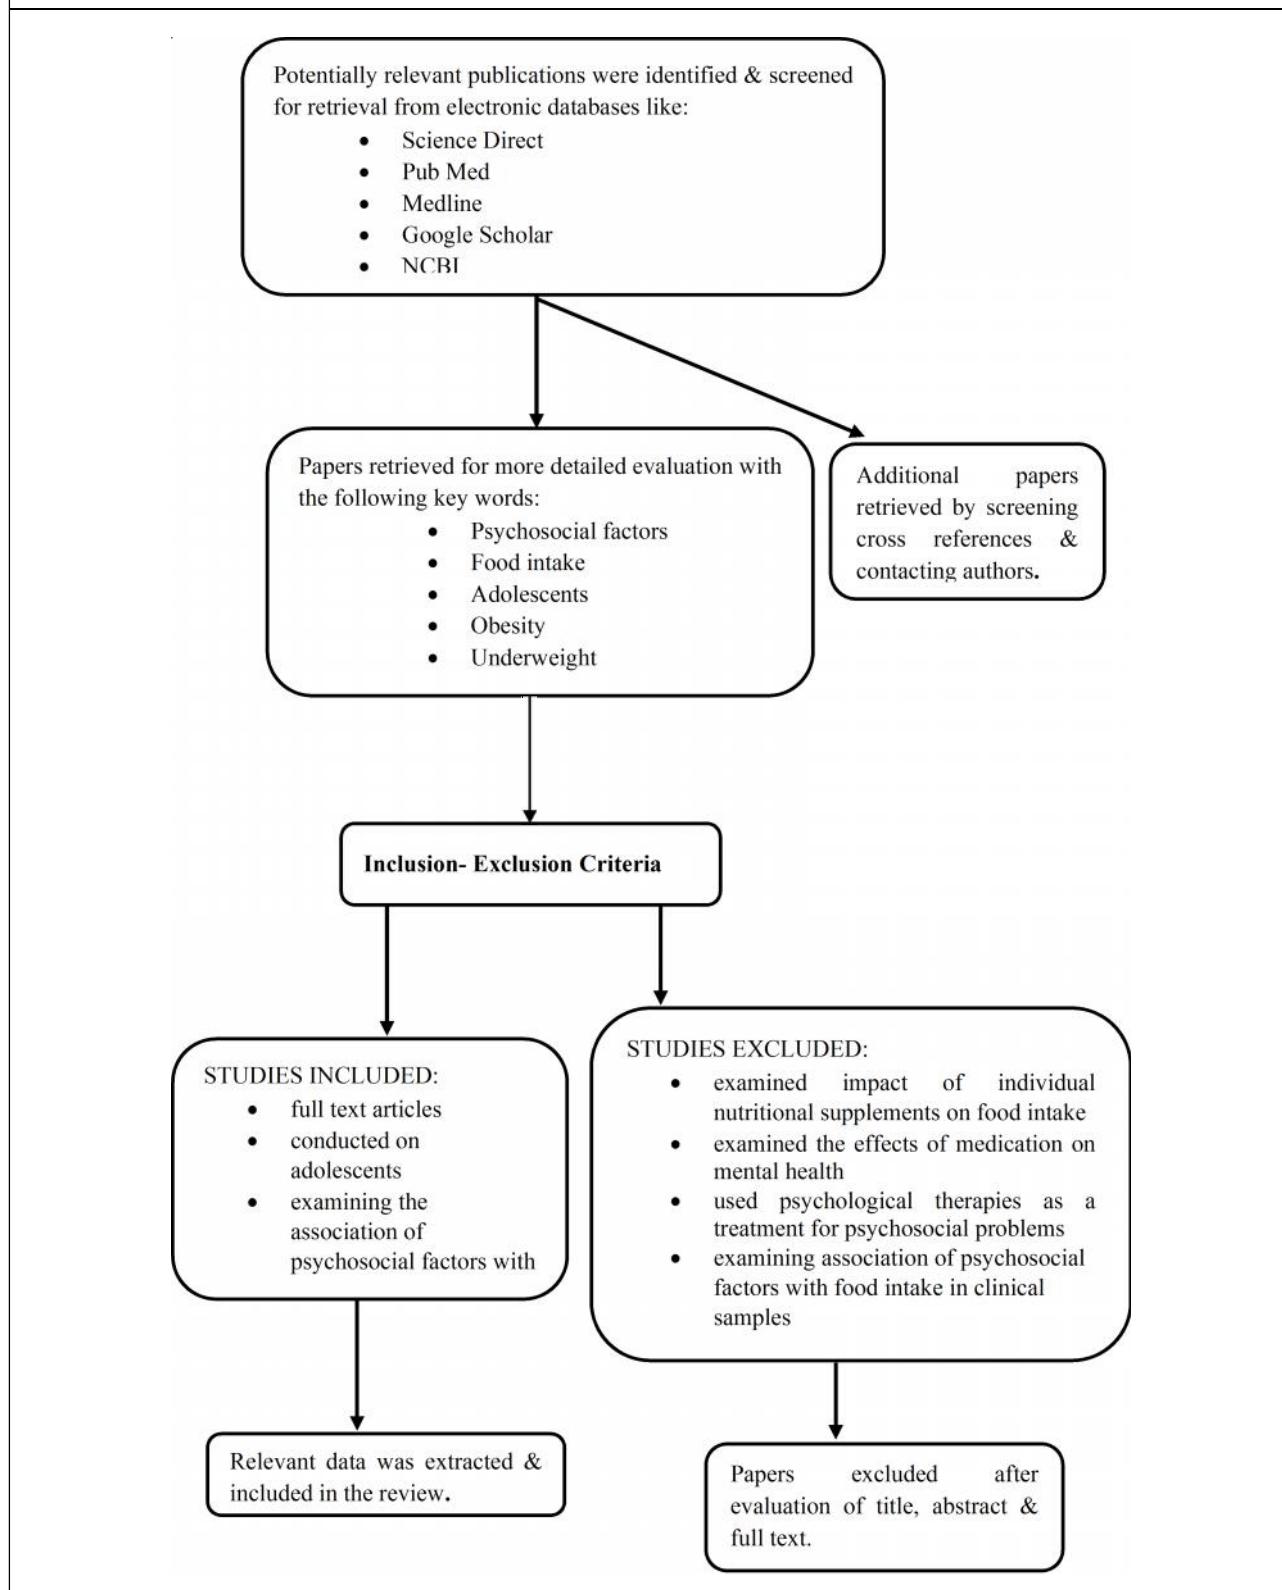 Potentially relevant publications were identified & screened
for retrieval from electronic databases like:
• Science Direct
• Pub Med
• Medline
• Google Scholar
• NCBI
Papers retrieved for more detailed evaluation with
the following key words:
• Psychosocial factors
• Food intake
• Adolescents
• Obesity
• Underweight
Additional papers
retrieved by screening
cross references &
contacting authors.
Inclusion- Exclusion Criteria
STUDIES INCLUDED:
• full text articles
• conducted on
adolescents
• examining the
association of
psychosocial factors with
STUDIES EXCLUDED:
• examined impact of individual
nutritional supplements on food intake
• examined the effects of medication on
mental health
• used psychological therapies as a
treatment for psychosocial problems
• examining association of psychosocial
factors with food intake in clinical
samples
Relevant data was extracted &
included in the review.
Papers excluded after
evaluation of title, abstract &
full text.